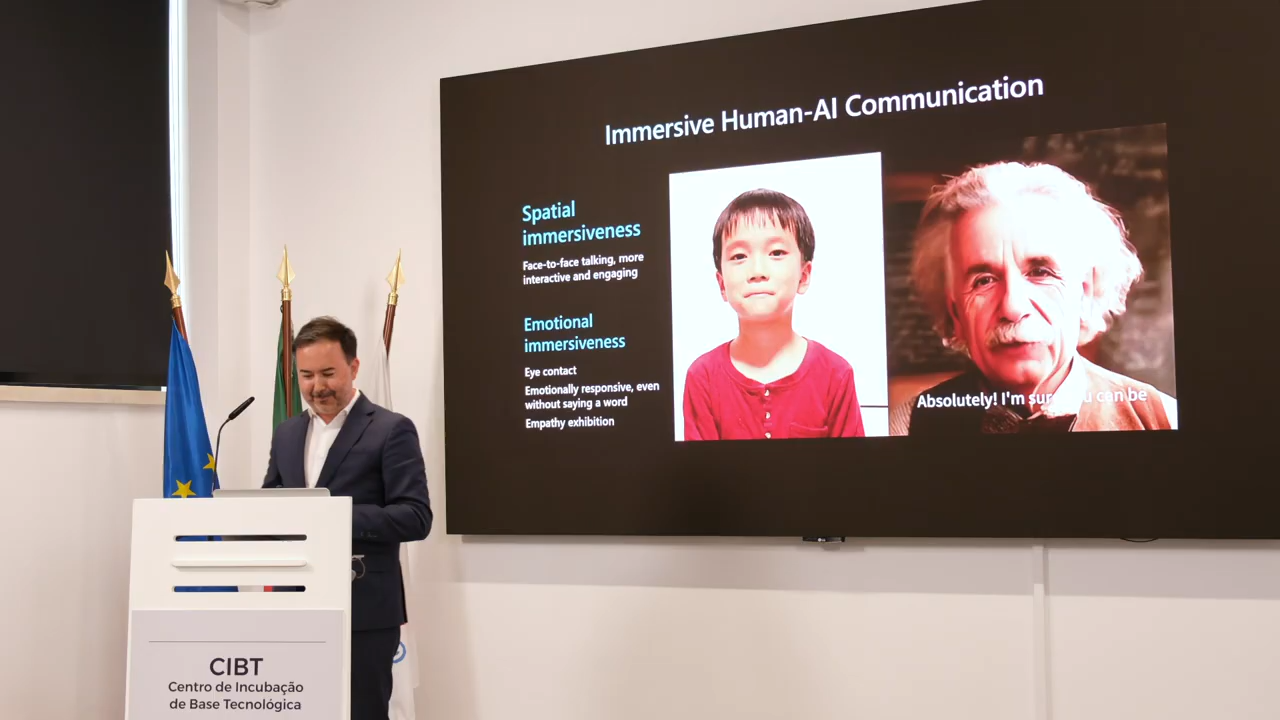 Immersive Human-AI Communication
Spatial
immersiveness
Face-to-face talking, more
interactive and engaging
Emotional
immersiveness
Eye contact
Emotionally responsive, even
without saying a word
Empathy exhibition
Absolutely! I'm can be
CIBT
Centro de Incubação
de Base Tecnológica